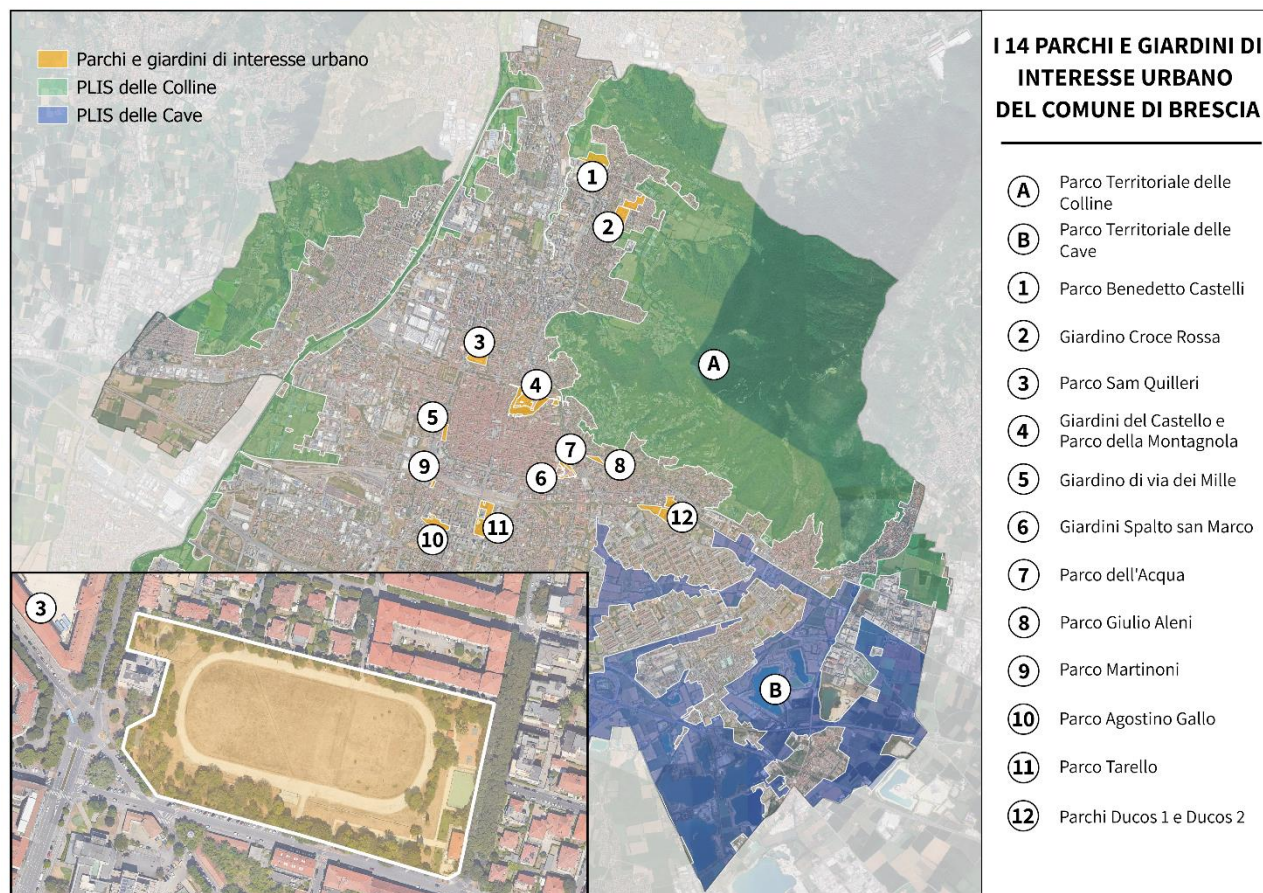 Parchi e giardini di interesse urbano
PLIS delle Colline
PLIS delle Cave
1
2
3
4
5
6
7
8
9
10
11
12
A
B
3
I 14 PARCHI E GIARDINI DI
INTERESSE URBANO
DEL COMUNE DI BRESCIA
A Parco Territoriale delle
Colline
B Parco Territoriale delle
Cave
1 Parco Benedetto Castelli
2 Giardino Croce Rossa
3 Parco Sam Quilleri
4 Giardini del Castello e
Parco della Montagnola
5 Giardino di via dei Mille
6 Giardini Spalto san Marco
7 Parco dell'Acqua
8 Parco Giulio Aleni
9 Parco Martinoni
10 Parco Agostino Gallo
11 Parco Tarello
12 Parchi Ducos 1 e Ducos 2